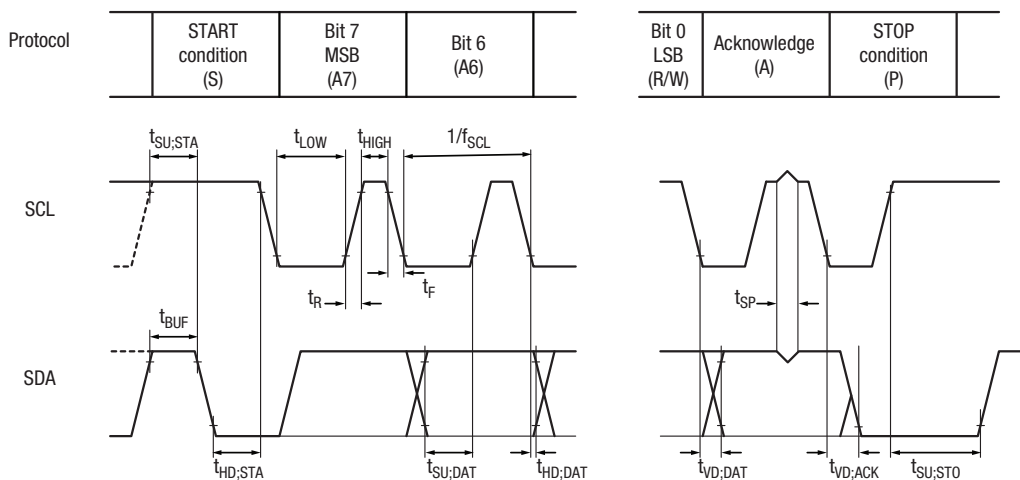 Protocol
START
condition
(S)
Bit 7
MSB
(A7)
Bit 6
(A6)
Bit 0
LSB
(R/W)
Acknowledge
(A)
STOP
condition
(P)
tSU;STA
tLOW
tHIGH
1/fSCL
SCL
tR
tF
tSP
tBUF
SDA
tHD;STA
tSU;DAT
tHD;DAT
tVD;DAT
tVD;ACK
tSU;STO